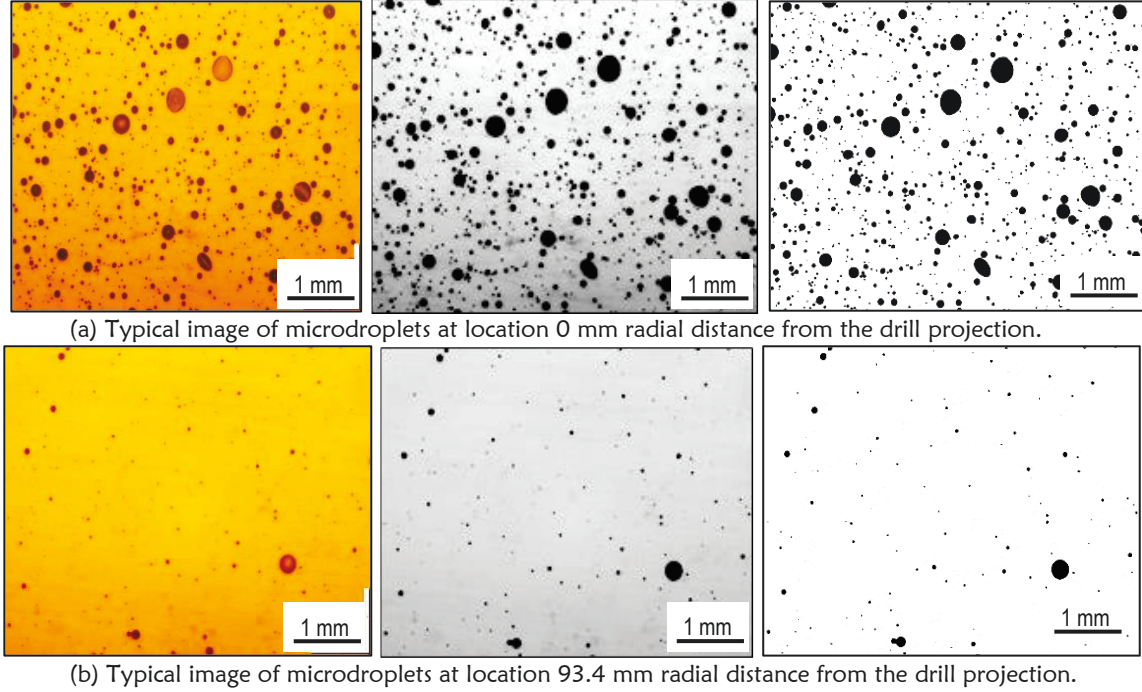 1 mm
1 mm
1 mm
(a) Typical image of microdroplets at location 0 mm radial distance from the drill projection.
1 mm
1 mm
1 mm
(b) Typical image of microdroplets at location 93.4 mm radial distance from the drill projection.